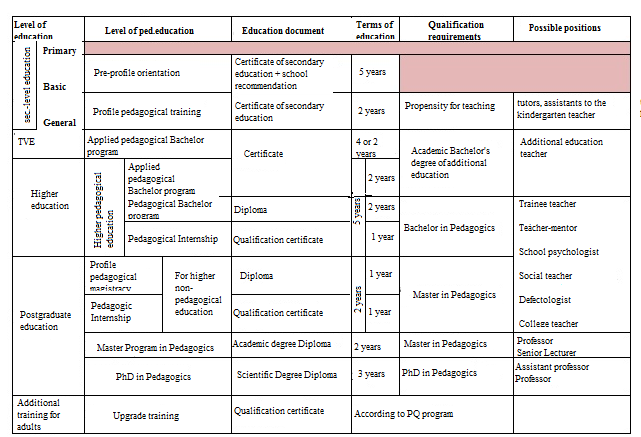 Level of education
Level of ped.education
Education document
Terms of education
Qualification requirements
Possible positions
sec.-level education
Primary
Basic
Pre-profile orientation
Certificate of secondary
education + school
recommendation
5 years
General
Profile pedagogical training
Certificate of secondary
education
2 years
Propensity for teaching
tutors, assistants to the
kindergarten teacher
TVE
Applied pedagogical Bachelor
program
Certificate
4 or 2
years
Academic Bachelor's
degree of additional
education
Additional education
teacher
Higher
education
Higher pedagogical
education
Applied
pedagogical
Bachelor program
2 years
Pedagogical Bachelor
program
Diploma
5 years
2 years
Bachelor in Pedagogics
Pedagogical Internship
Qualification certificate
1 year
Trainee teacher
Teacher-mentor
School psychologist
Social teacher
Defectologist
College teacher
Postgraduate
education
Profile
pedagogical
magistracy
For higher
non-
pedagogical
education
Diploma
2 years
1 year
Master in Pedagogics
Pedagogic
Internship
Qualification certificate
1 year
Master Program in Pedagogics
Academic degree Diploma
2 years
Master in Pedagogics
Professor
Senior Lecturer
PhD in Pedagogics
Scientific Degree Diploma
3 years
PhD in Pedagogics
Assistant professor
Professor
Additional
training for
adults
Upgrade training
Qualification certificate
According to PQ program